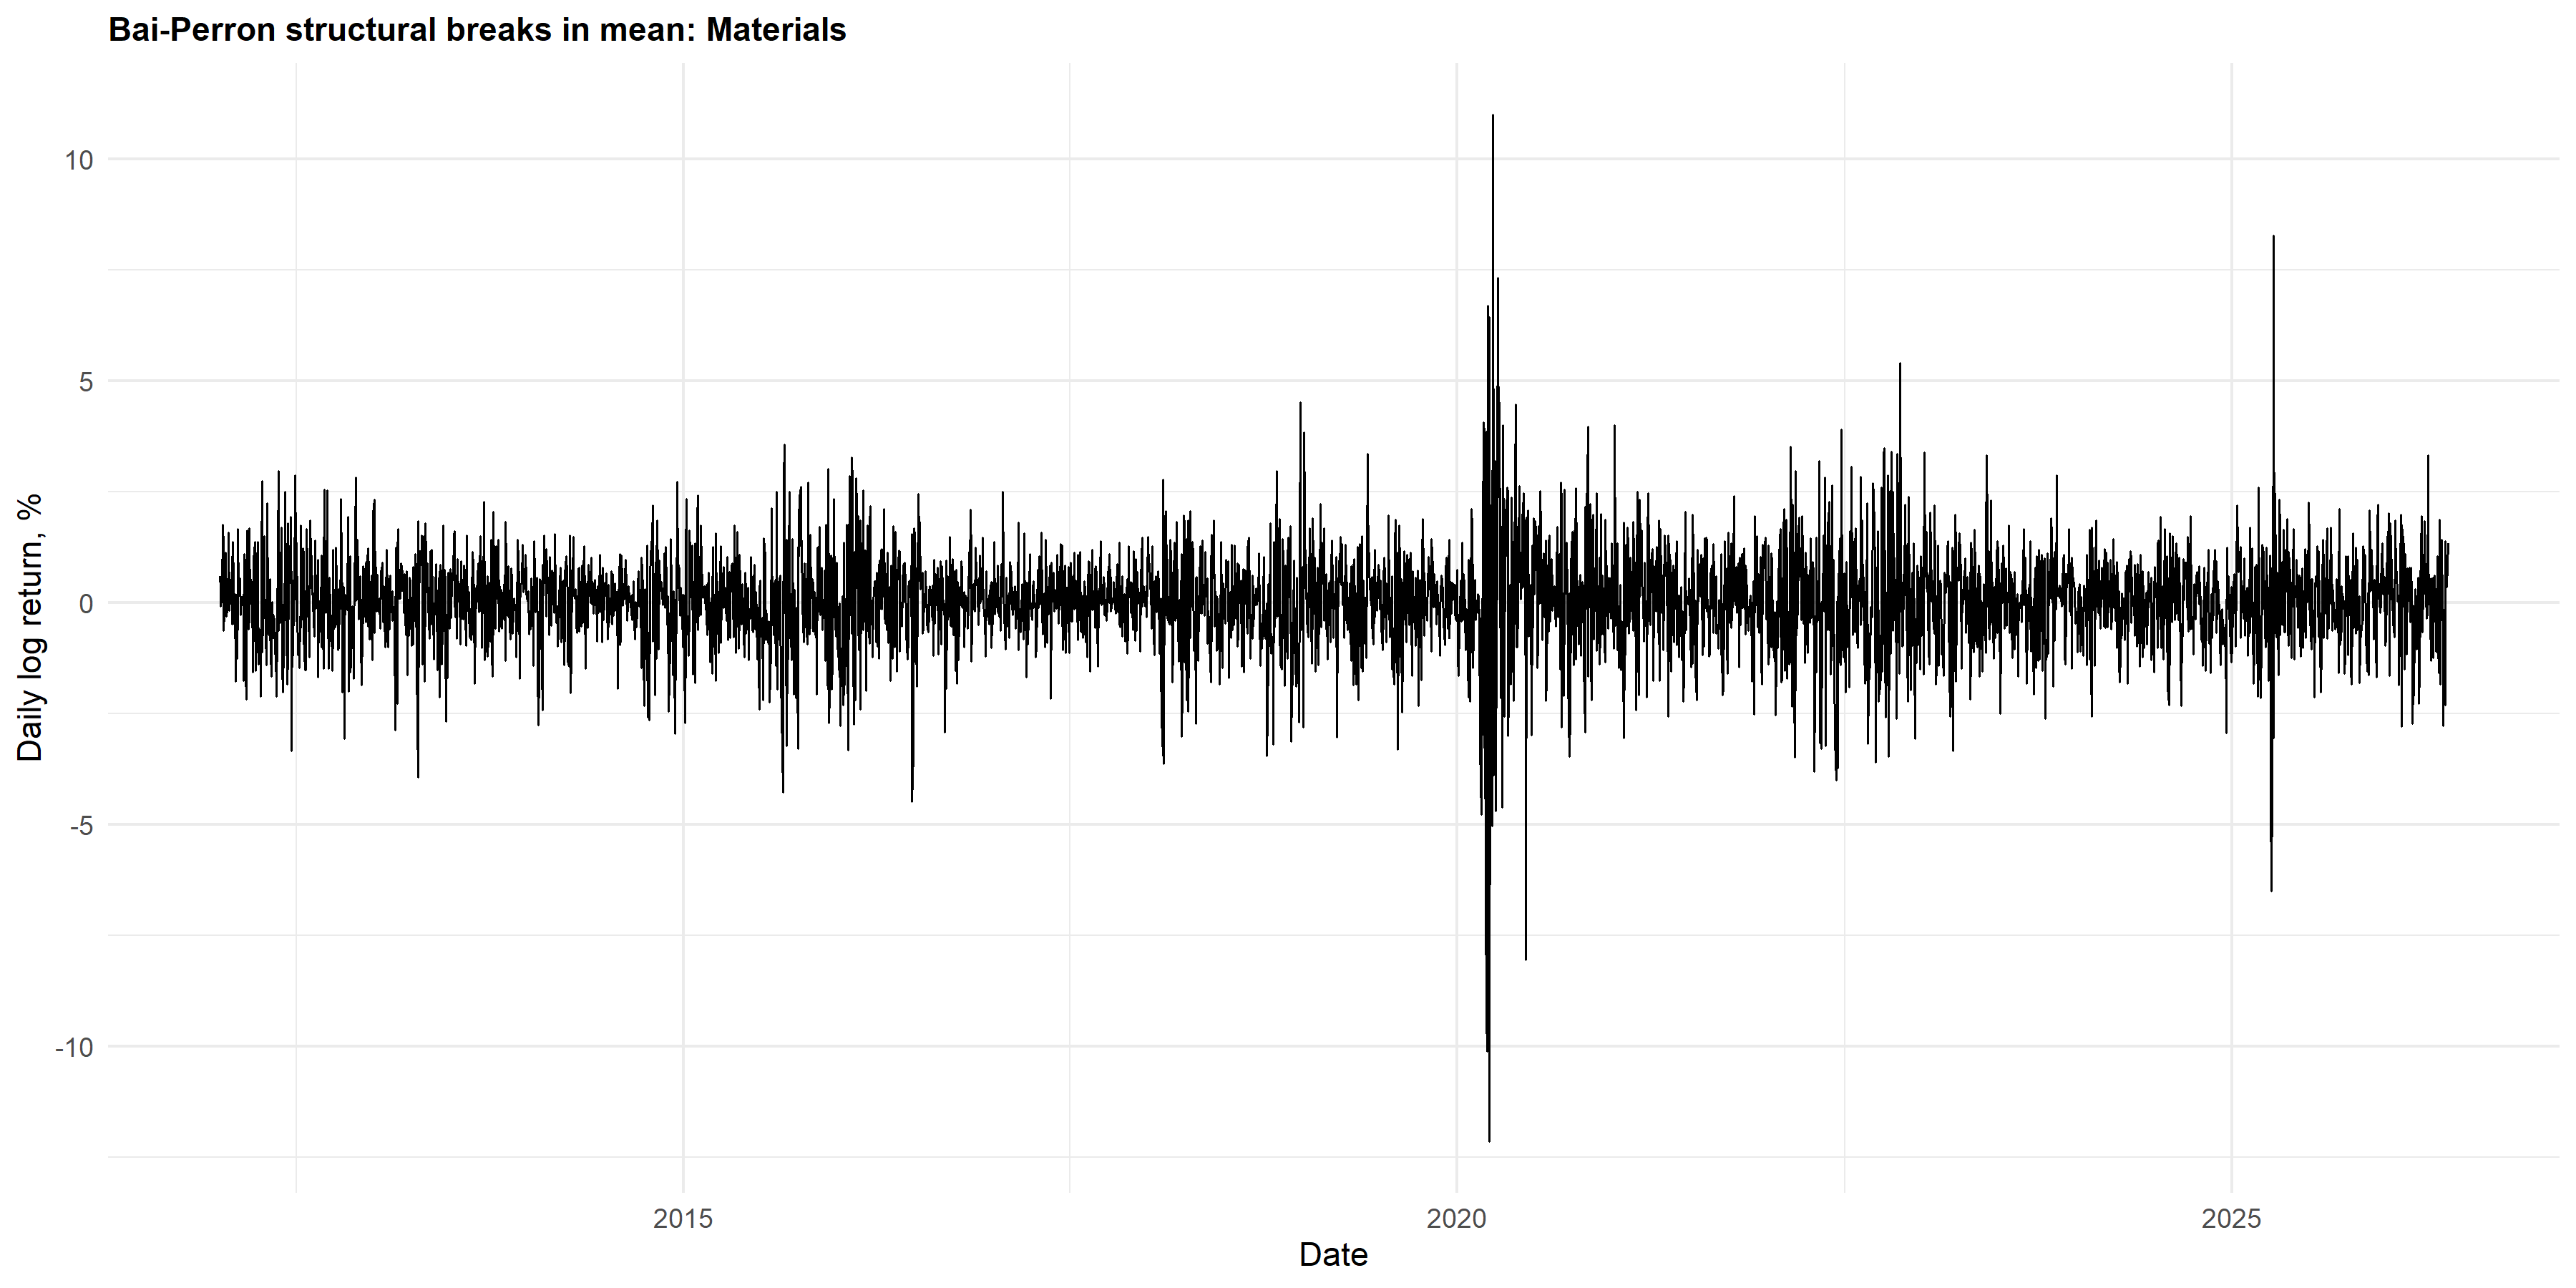 Bai-Perron structural breaks in mean: Materials
10
5
0
-5
-10
Daily log return, %
2015
2020
2025
Date